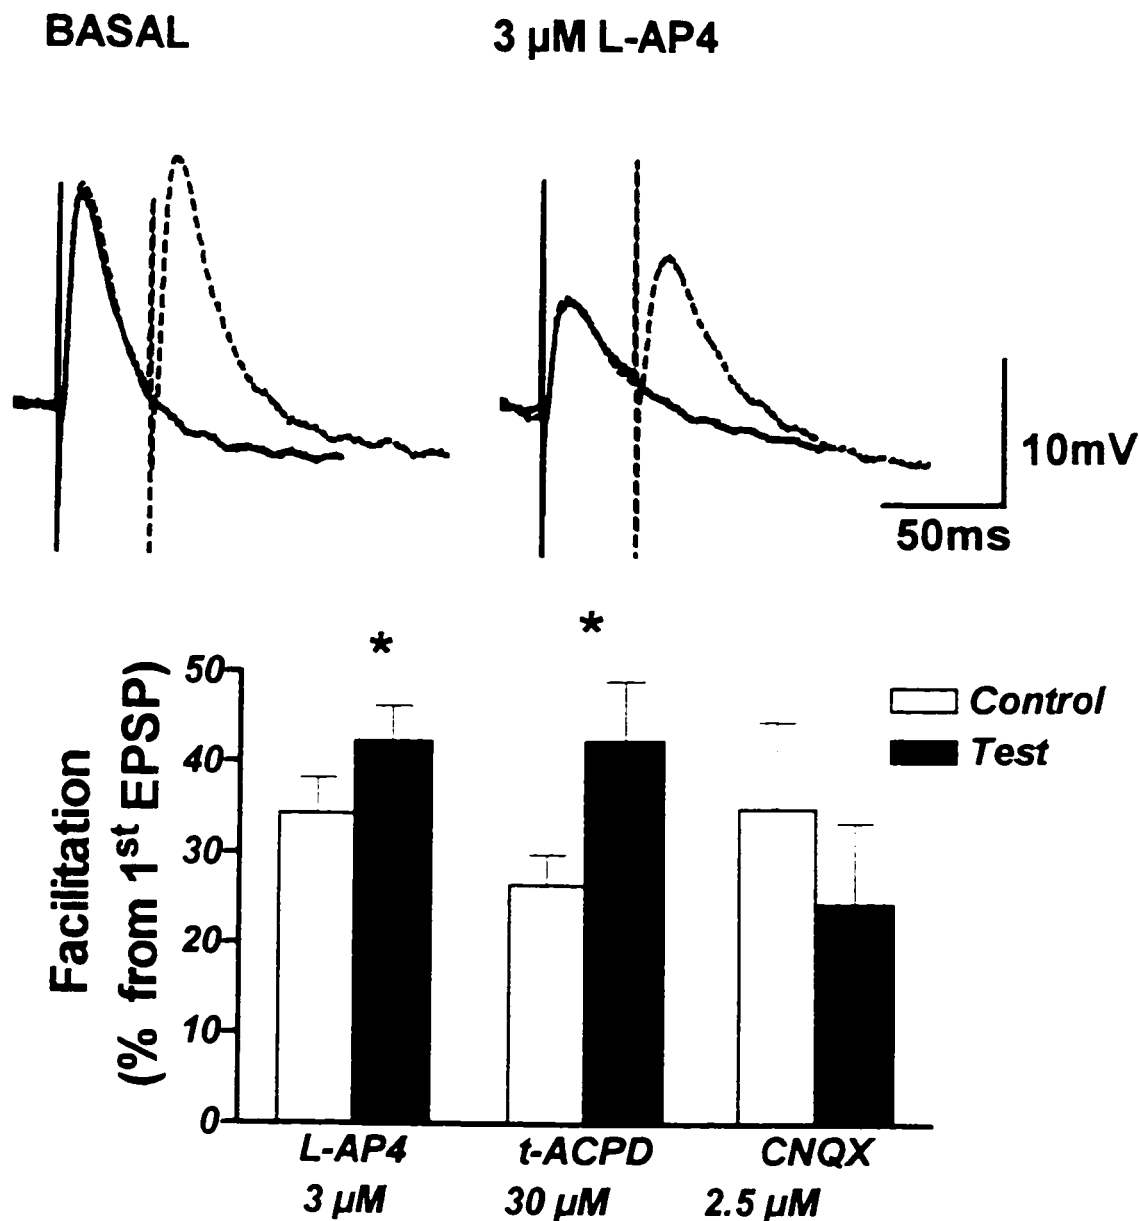 BASAL
3 µM L-AP4
10mV
50ms
*
*
Facilitation
(% from 1st EPSP)
50
40
30
20
10
0
Control
Test
L-AP4
t-ACPD
CNQX
3 µM
30 µM
2.5 µM